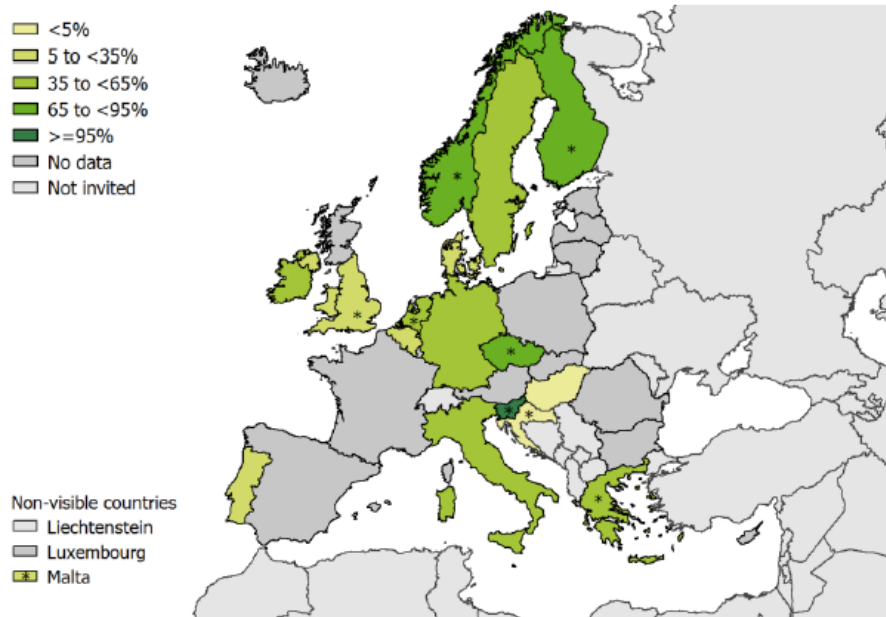 <5%
5 to <35%
35 to <65%
65 to <95%
>=95%
No data
Not invited
*
*
*
*
*
*
*
*
Non-visible countries
Liechtenstein
Luxembourg
* Malta